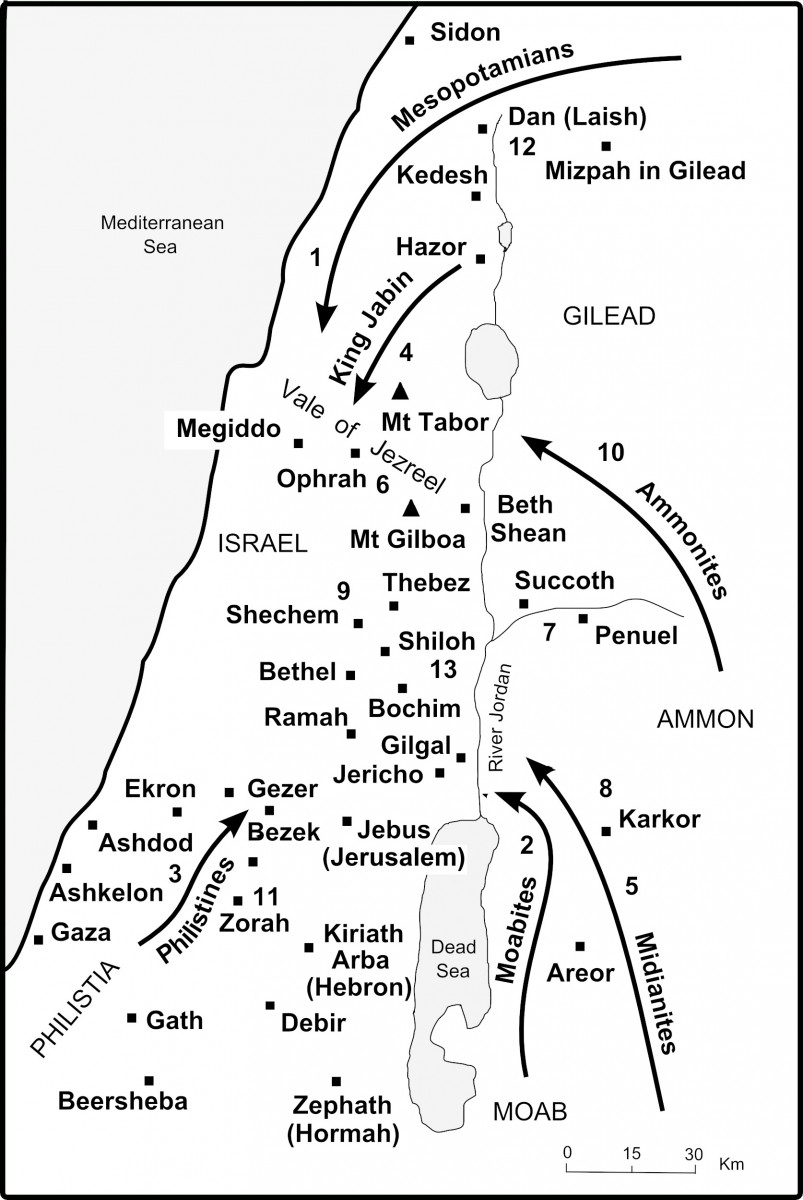 Sidon
Mesopotamians
Dan (Laish)
12
Mizpah in Gilead
Kedesh
Mediterranean
Sea
Hazor
1
King Jabin
GILEAD
4
Mt Tabor
Vale of Jezreel
Megiddo
Ophrah
6
10
Ammonites
Beth
Shean
Mt Gilboa
ISRAEL
Thebez
Succoth
9
Shechem
7
Penuel
Shiloh
13
Bethel
Bochim
River Jordan
Ramah
AMMON
Gilgal
Jericho
Ekron
Gezer
8
Karkor
Ashdod
Bezek
Jebus
(Jerusalem)
2
3
Philistines
Ashkelon
5
11
Zorah
Moabites
Midianites
Gaza
Kiriath
Arba
(Hebron)
Dead
Sea
Areor
PHILISTIA
Gath
Debir
Beersheba
Zephath
(Hormah)
MOAB
0 15 30 Km